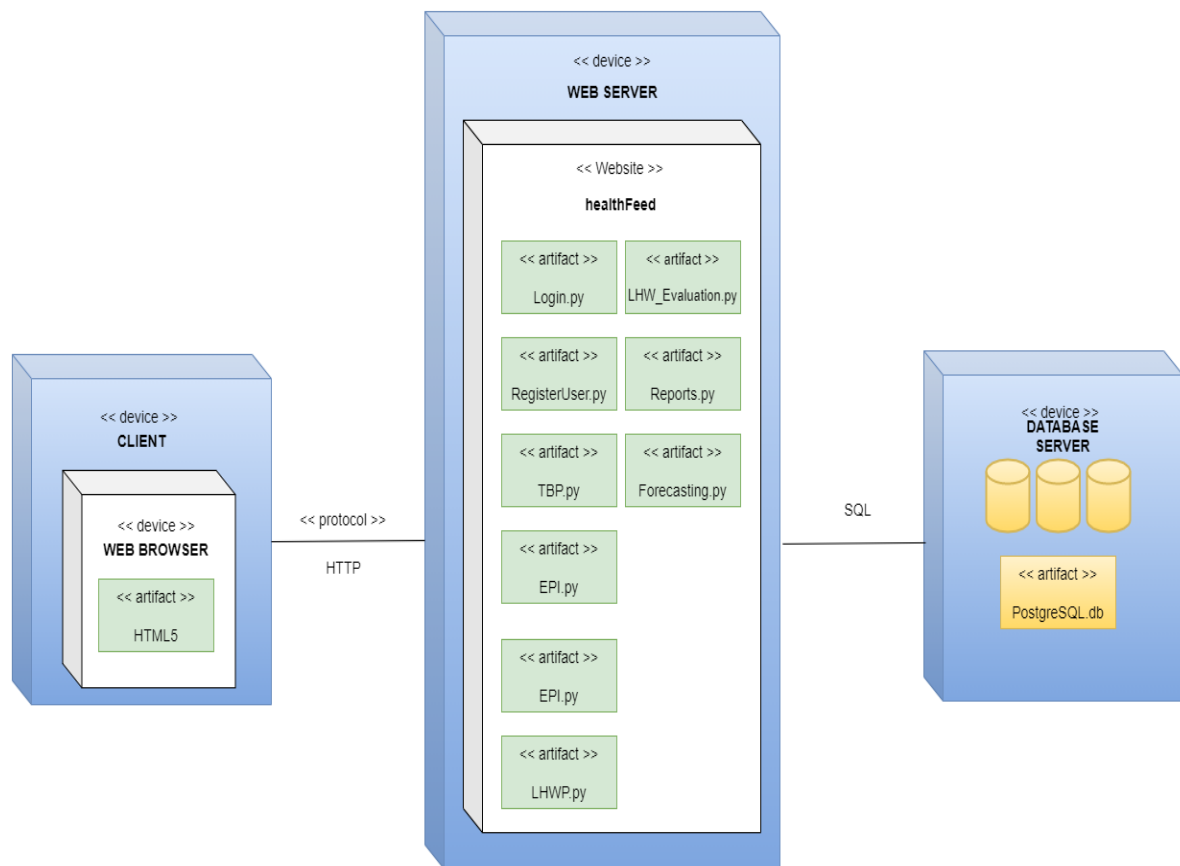 << device >>
CLIENT
<< device >>
WEB BROWSER
<< artifact >>
HTML5
<< protocol >>
HTTP
<< device >>
WEB SERVER
<< Website >>
healthFeed
<< artifact >>
Login.py
<< artifact >>
LHW_Evaluation.py
<< artifact >>
RegisterUser.py
<< artifact >>
Reports.py
<< artifact >>
TBP.py
<< artifact >>
Forecasting.py
<< artifact >>
EPI.py
<< artifact >>
EPI.py
<< artifact >>
LHWP.py
SQL
<< device >>
DATABASE
SERVER
<< artifact >>
PostgreSQL.db